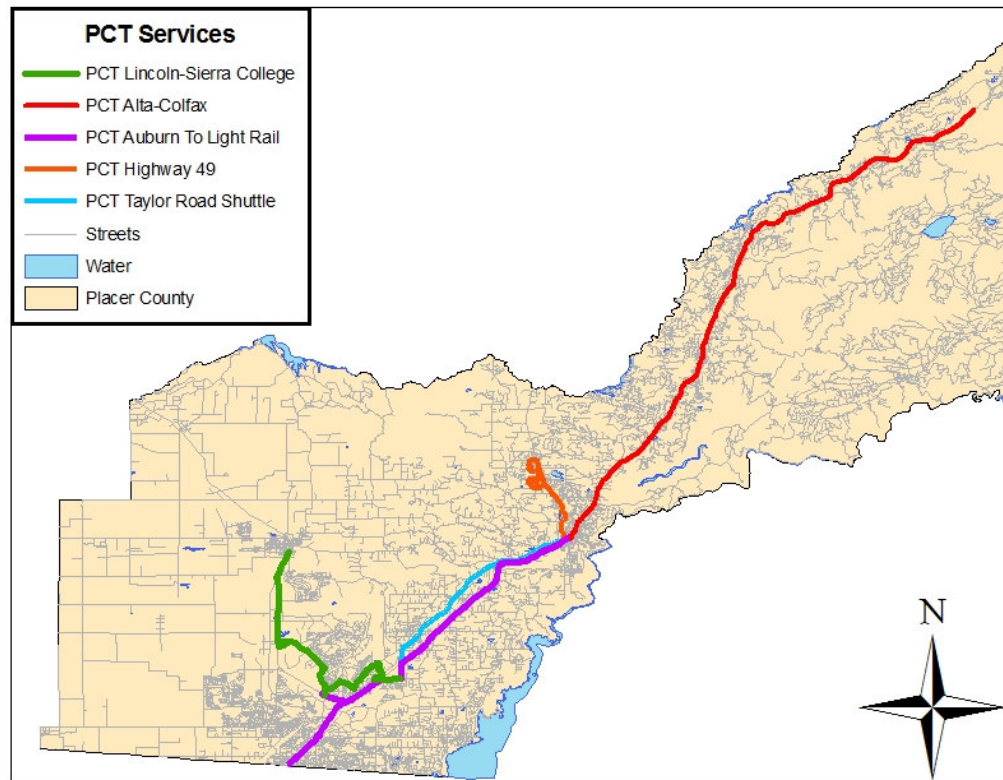 PCT Services
PCT Lincoln-Sierra College
PCT Alta-Colfax
PCT Auburn To Light Rail
PCT Highway 49
PCT Taylor Road Shuttle
Streets
Water
Placer County
N